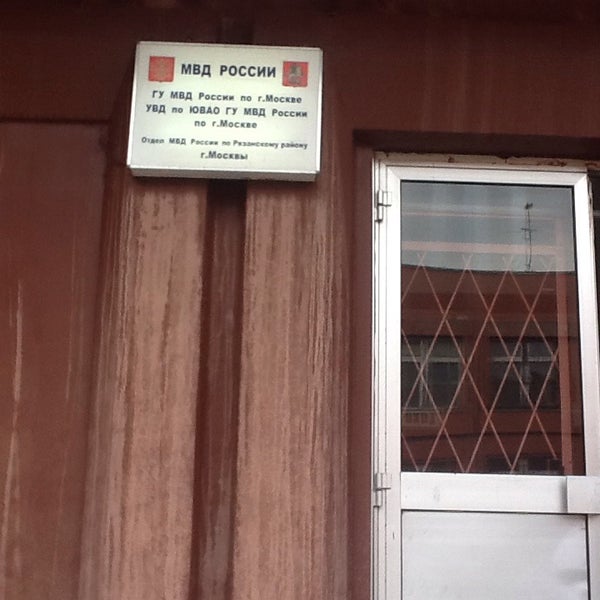 МВД РОССИИ
ГУ МВД России по г.Москве
УВД по ЮВАО ГУ МВД России
по г.Москве
Отдел МВД России по Рязанскому району
г.Москвы